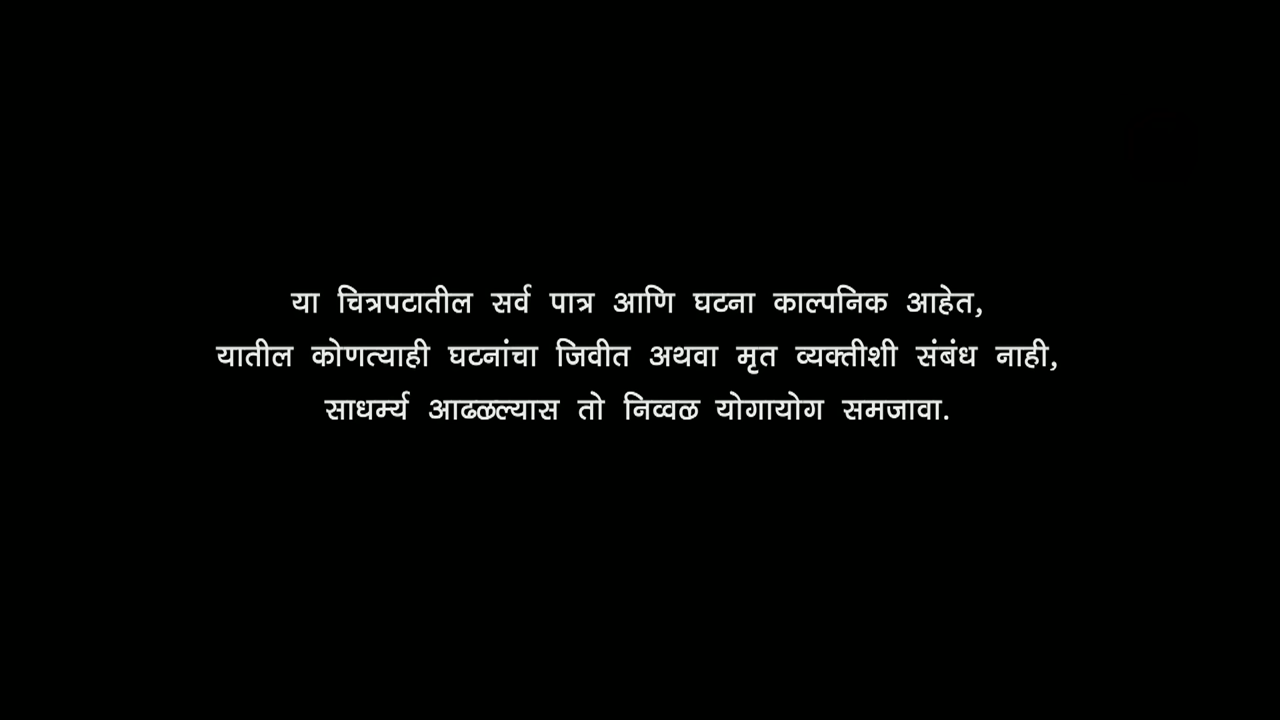 या चित्रपटातील सर्व पात्र आणि घटना काल्पनिक आहेत,
यातील कोणत्याही घटनांचा जिवीत अथवा मृत व्यक्तीशी संबंध नाही,
साधर्म्य आढळल्यास तो निव्वळ योगायोग समजावा.